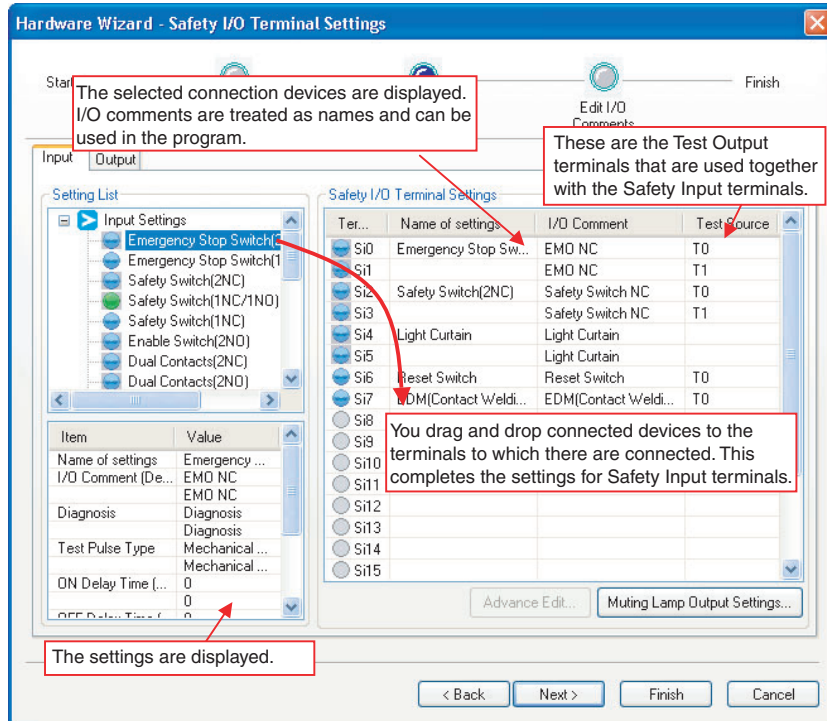 Hardware Wizard - Safety I/O Terminal Settings
Finish
Edit I/O
Comments
The selected connection devices are displayed.
I/O comments are treated as names and can be
used in the program.
These are the Test Output
terminals that are used together
with the Safety Input terminals.
Input Output
Setting List
Input Settings
Emergency Stop Switch(2
Emergency Stop Switch(1
Safety Switch(2NC)
Safety Switch(1NC/1NO)
Safety Switch(1NC)
Enable Switch(2NO)
Dual Contacts(2NC)
Dual Contacts(2NO)
Safety I/O Terminal Settings
Ter... Name of settings I/O Comment Test Source
Si0 Emergency Stop Sw... EMO NC T0
Si1 EMO NC T1
Si2 Safety Switch(2NC) Safety Switch NC T0
Si3 Safety Switch NC T1
Si4 Light Curtain Light Curtain
Si5 Light Curtain
Si6 Reset Switch Reset Switch T0
Si7 EDM(Contact Weldi... EDM(Contact Weldi... T0
Si8
Si9
Si10
Si11
Si12
Si13
Si14
Si15
You drag and drop connected devices to the
terminals to which there are connected. This
completes the settings for Safety Input terminals.
Item Value
Name of settings Emergency ...
I/O Comment (De... EMO NC
EMO NC
Diagnosis Diagnosis
Diagnosis
Test Pulse Type Mechanical ...
Mechanical ...
ON Delay Time (... 0
0
OFF Delay Time (
The settings are displayed.
Advance Edit... Muting Lamp Output Settings...
< Back Next > Finish Cancel